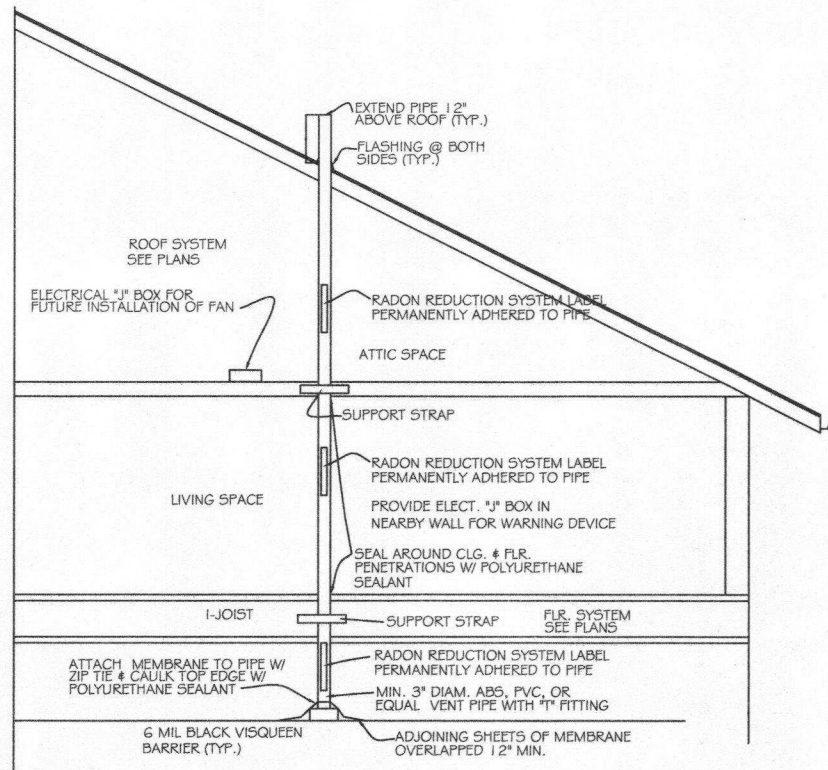 EXTEND PIPE 12"
ABOVE ROOF (TYP.)
FLASHING @ BOTH
SIDES (TYP.)
ROOF SYSTEM
SEE PLANS
ELECTRICAL "J" BOX FOR
FUTURE INSTALLATION OF FAN
RADON REDUCTION SYSTEM LABEL
PERMANENTLY ADHERED TO PIPE
ATTIC SPACE
SUPPORT STRAP
RADON REDUCTION SYSTEM LABEL
PERMANENTLY ADHERED TO PIPE
LIVING SPACE
PROVIDE ELECT. "J" BOX IN
NEARBY WALL FOR WARNING DEVICE
SEAL AROUND CLG. & FLR.
PENETRATIONS W/ POLYURETHANE
SEALANT
I-JOIST
SUPPORT STRAP
FLR. SYSTEM
SEE PLANS
ATTACH MEMBRANE TO PIPE W/
ZIP TIE & CAULK TOP EDGE W/
POLYURETHANE SEALANT
RADON REDUCTION SYSTEM LABEL
PERMANENTLY ADHERED TO PIPE
MIN. 3" DIAM. ABS, PVC, OR
EQUAL VENT PIPE WITH "T" FITTING
6 MIL BLACK VISQUEEN
BARRIER (TYP.)
ADJOINING SHEETS OF MEMBRANE
OVERLAPPED 12" MIN.